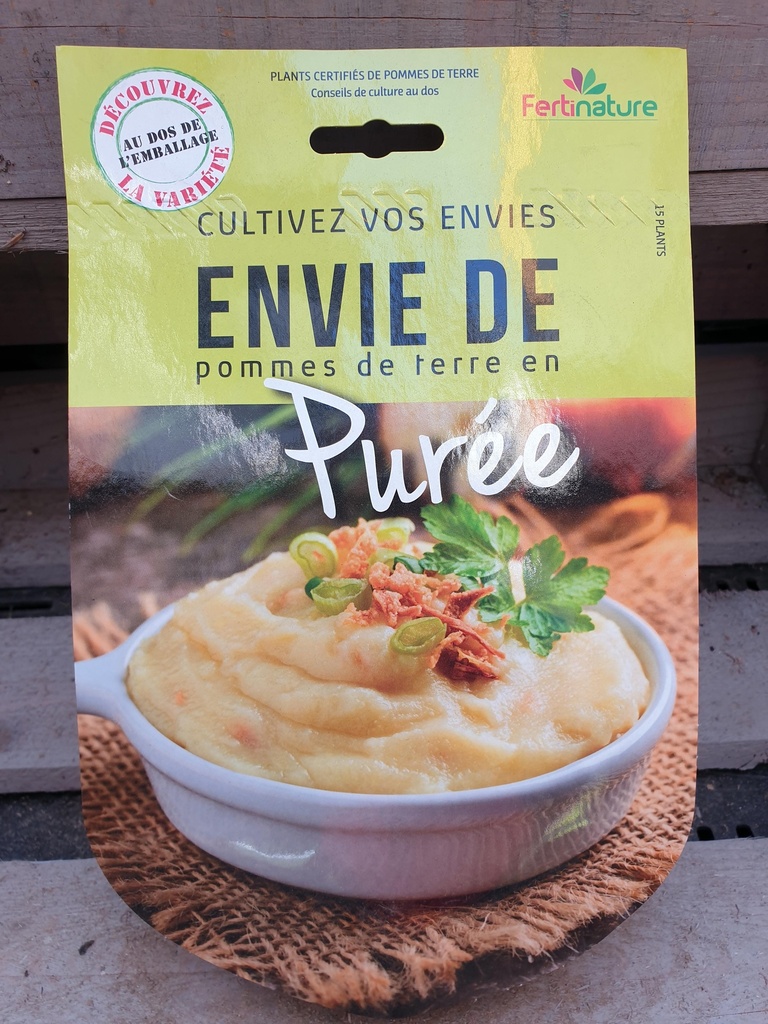 DÉCOUVREZ
AU DOS DE
L'EMBALLAGE
LA VARIÉTÉ
PLANTS CERTIFIÉS DE POMMES DE TERRE
Conseils de culture au dos
Fertinature
CULTIVEZ VOS ENVIES
15 PLANTS
ENVIE DE
pommes de terre en
Purée